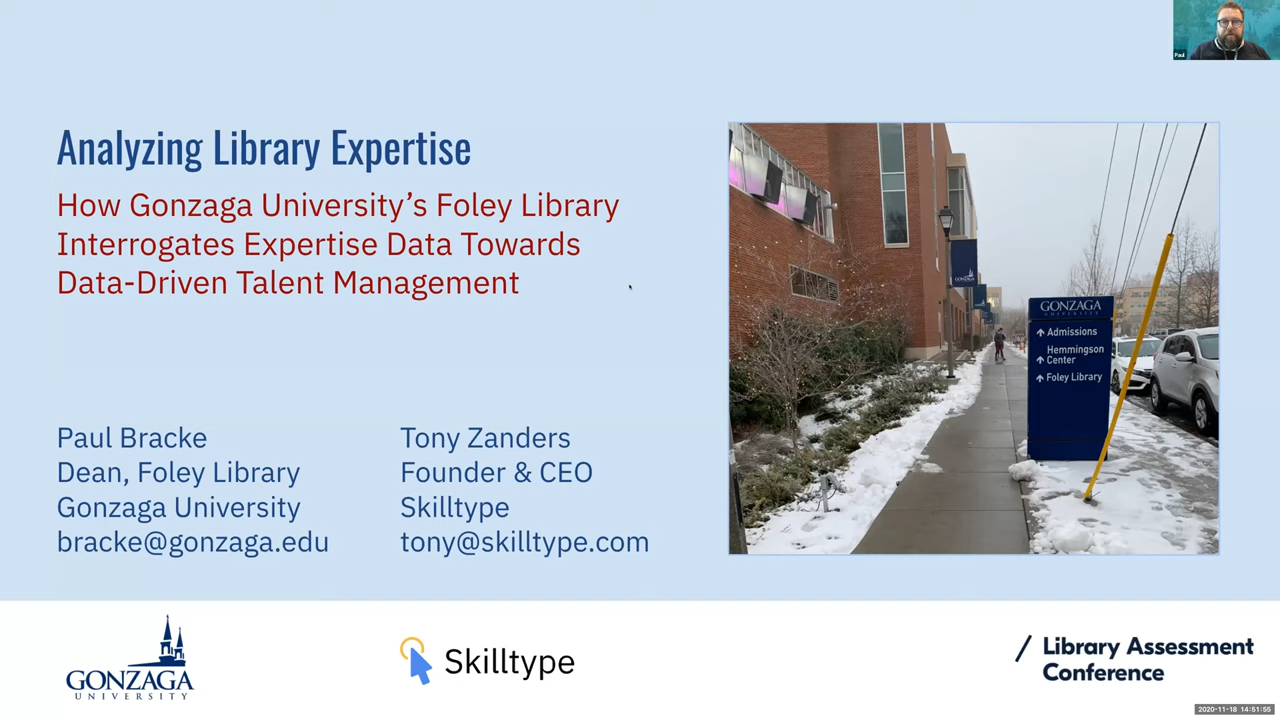 Paul
Analyzing Library Expertise
How Gonzaga University's Foley Library
Interrogates Expertise Data Towards
Data-Driven Talent Management
GONZAGA
UNIVERSITY
Admissions
Hemmingson
Center
Foley Library
Paul Bracke
Dean, Foley Library
Gonzaga University
bracke@gonzaga.edu
Tony Zanders
Founder & CEO
Skilltype
tony@skilltype.com
GONZAGA
UNIVERSITY
Skilltype
Library Assessment
Conference
2020-11-18 14:51:55